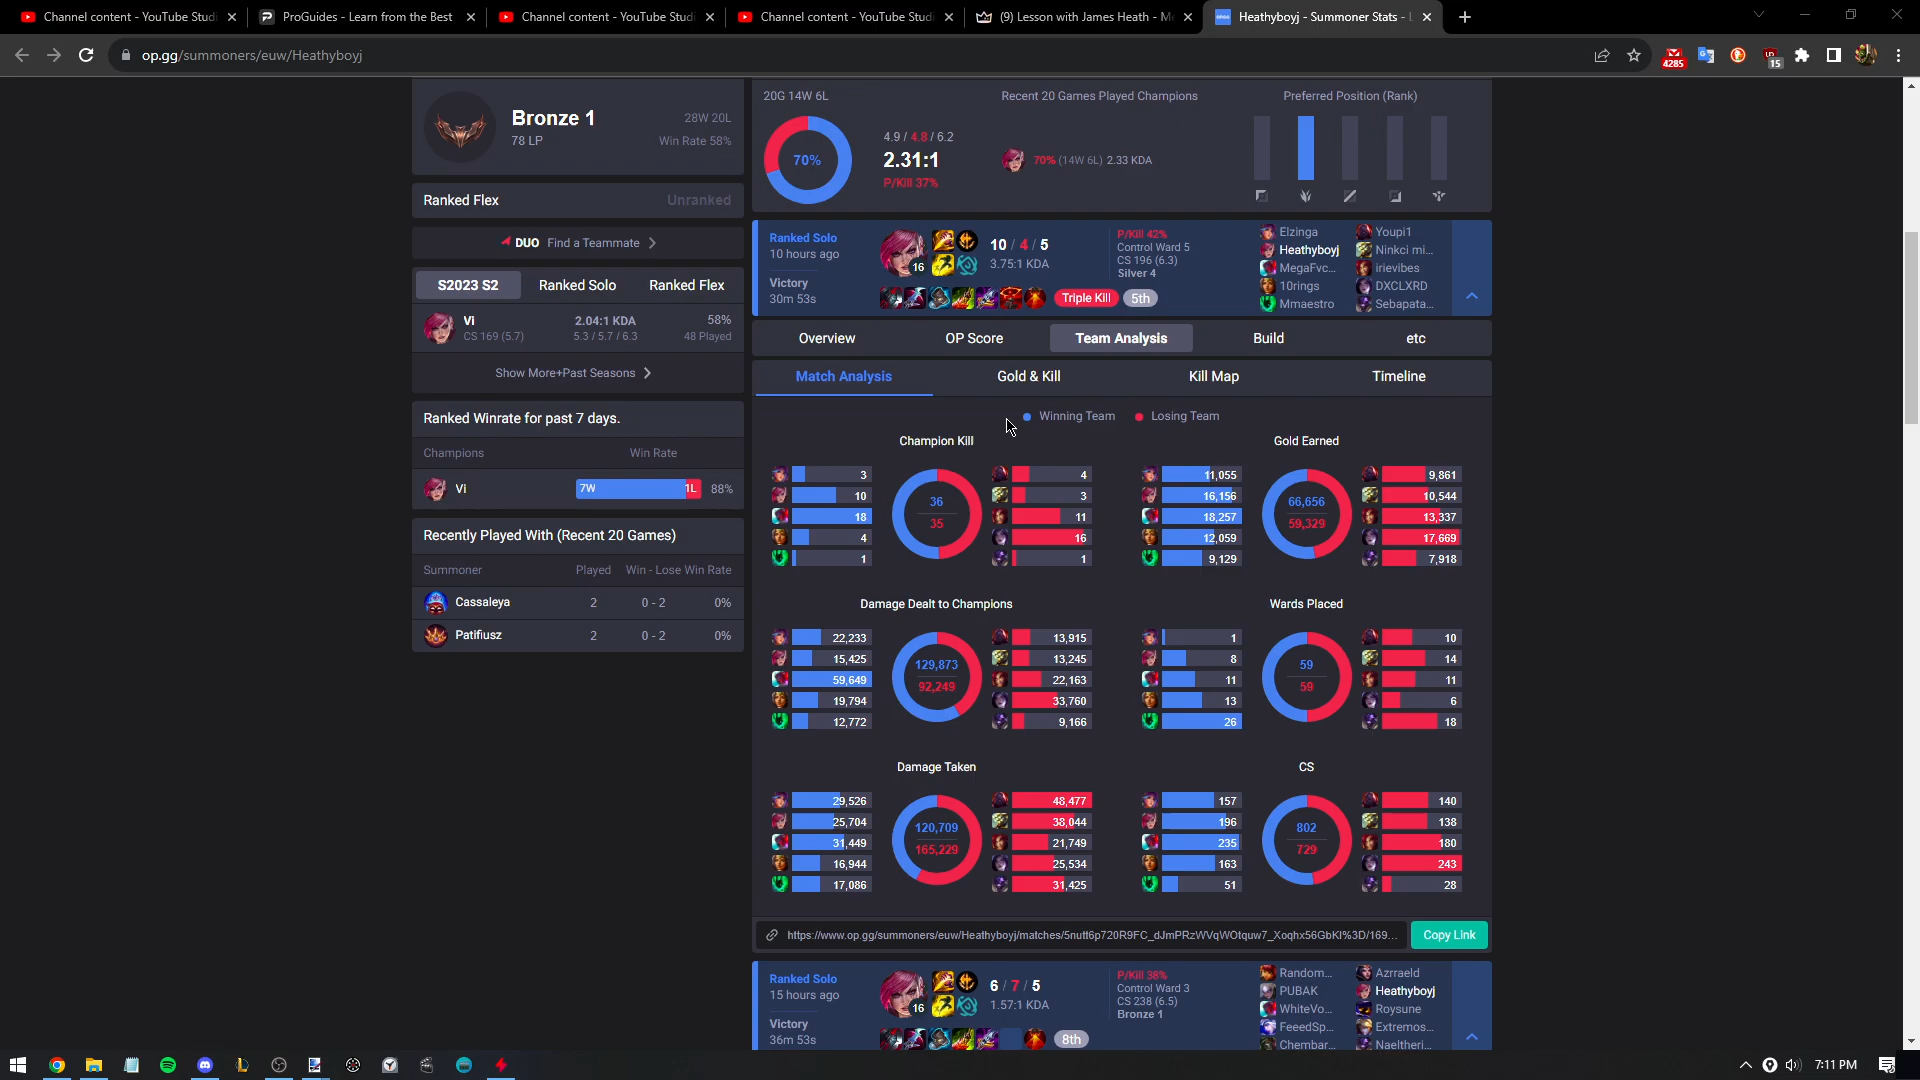 Channel content - YouTube Studi
ProGuides - Learn from the Best
Channel content - YouTube Studi
Channel content - YouTube Studi
(9) Lesson with James Heath - Me
Heathyboyj - Summoner Stats - L
op.gg/summoners/euw/Heathyboyj
4285
15
Bronze 1
28W 20L
78 LP
Win Rate 58%
Ranked Flex
Unranked
DUO Find a Teammate
S2023 S2
Ranked Solo
Ranked Flex
Vi
2.04:1 KDA
58%
CS 169 (5.7)
5.3 / 5.7 / 6.3
48 Played
Show More+Past Seasons
Ranked Winrate for past 7 days.
Champions
Win Rate
Vi
7W
1L
88%
Recently Played With (Recent 20 Games)
Summoner
Played
Win - Lose
Win Rate
Cassaleya
2
0 - 2
0%
Patifiusz
2
0 - 2
0%
20G 14W 6L
Recent 20 Games Played Champions
Preferred Position (Rank)
70%
4.9 / 4.8 / 6.2
2.31:1
P/Kill 37%
70% (14W 6L) 2.33 KDA
Ranked Solo
10 hours ago
Victory
30m 53s
16
10 / 4 / 5
3.75:1 KDA
P/Kill 42%
Control Ward 5
CS 196 (6.3)
Silver 4
Triple Kill
5th
Elzinga
Heathyboyj
MegaFvc...
10rings
Mmaestro
Youpi1
Ninkci mi...
irievibes
DXCLXRD
Sebapata...
Overview
OP Score
Team Analysis
Build
etc
Match Analysis
Gold & Kill
Kill Map
Timeline
Winning Team
Losing Team
Champion Kill
3
10
18
4
1
36
35
4
3
11
16
1
Gold Earned
11,055
16,156
18,257
12,059
9,129
66,656
59,329
9,861
10,544
13,337
17,669
7,918
Damage Dealt to Champions
22,233
15,425
59,649
19,794
12,772
129,873
92,249
13,915
13,245
22,163
33,760
9,166
Wards Placed
1
8
11
13
26
59
59
10
14
11
6
18
Damage Taken
29,526
25,704
31,449
16,944
17,086
120,709
165,229
48,477
38,044
21,749
25,534
31,425
CS
157
196
235
163
51
802
729
140
138
180
243
28
https://www.op.gg/summoners/euw/Heathyboyj/matches/5nutt6p720R9FC_dJmPRzWVqWOtquw7_Xoqhx56GbKI%3D/169...
Copy Link
Ranked Solo
15 hours ago
Victory
36m 53s
16
6 / 7 / 5
1.57:1 KDA
P/Kill 38%
Control Ward 3
CS 238 (6.5)
Bronze 1
8th
Random...
PUBAK
WhiteVo...
FeeedSp...
Chembar...
Azrraeld
Heathyboyj
Roysune
Extremos...
Naeltheri...
7:11 PM